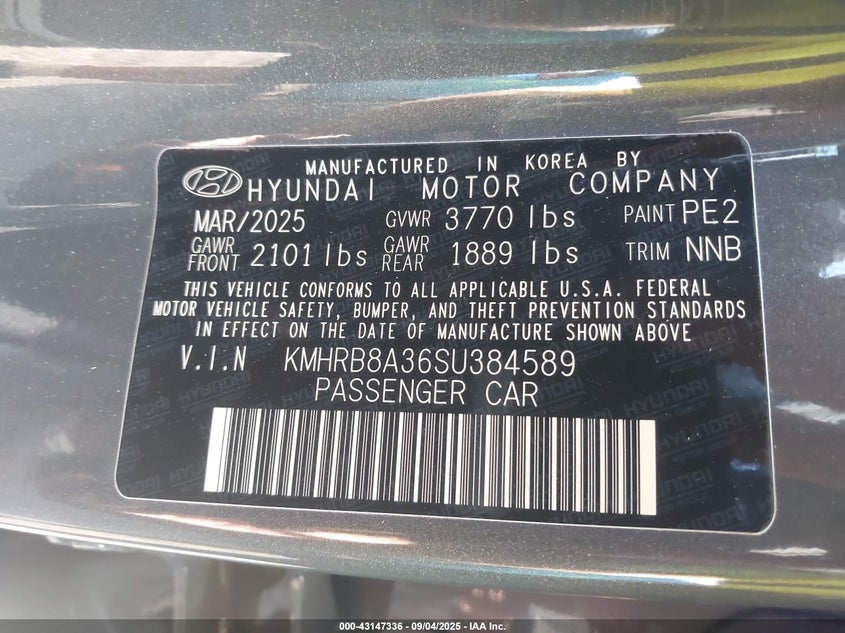 MANUFACTURED IN KOREA BY
HYUNDAI MOTOR COMPANY
MAR/2025 GVWR 3770 lbs PAINT PE2
GAWR FRONT 2101 lbs GAWR REAR 1889 lbs TRIM NNB
THIS VEHICLE CONFORMS TO ALL APPLICABLE U.S.A. FEDERAL
MOTOR VEHICLE SAFETY, BUMPER, AND THEFT PREVENTION STANDARDS
IN EFFECT ON THE DATE OF MANUFACTURE SHOWN ABOVE
V.I.N KMHRB8A36SU384589
PASSENGER CAR
000-43147336 - 09/04/2025 - IAA Inc.